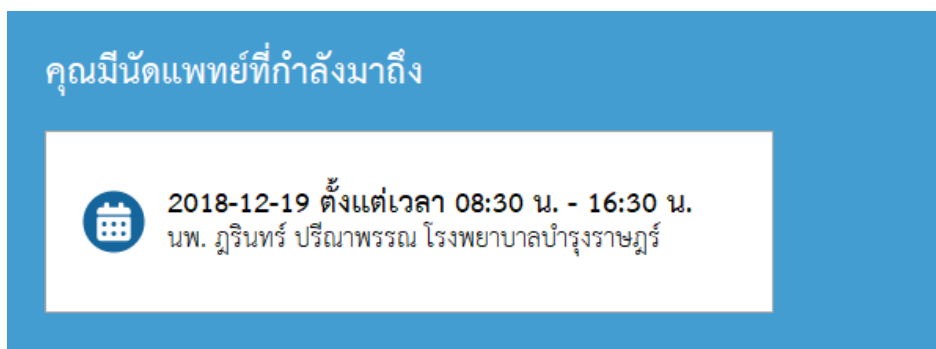 คุณมีนัดแพทย์ที่กำลังมาถึง
2018-12-19 ตั้งแต่เวลา 08:30 น. - 16:30 น.
นพ. ภูรินทร์ ปรีณาพรรณ โรงพยาบาลบำรุงราษฎร์